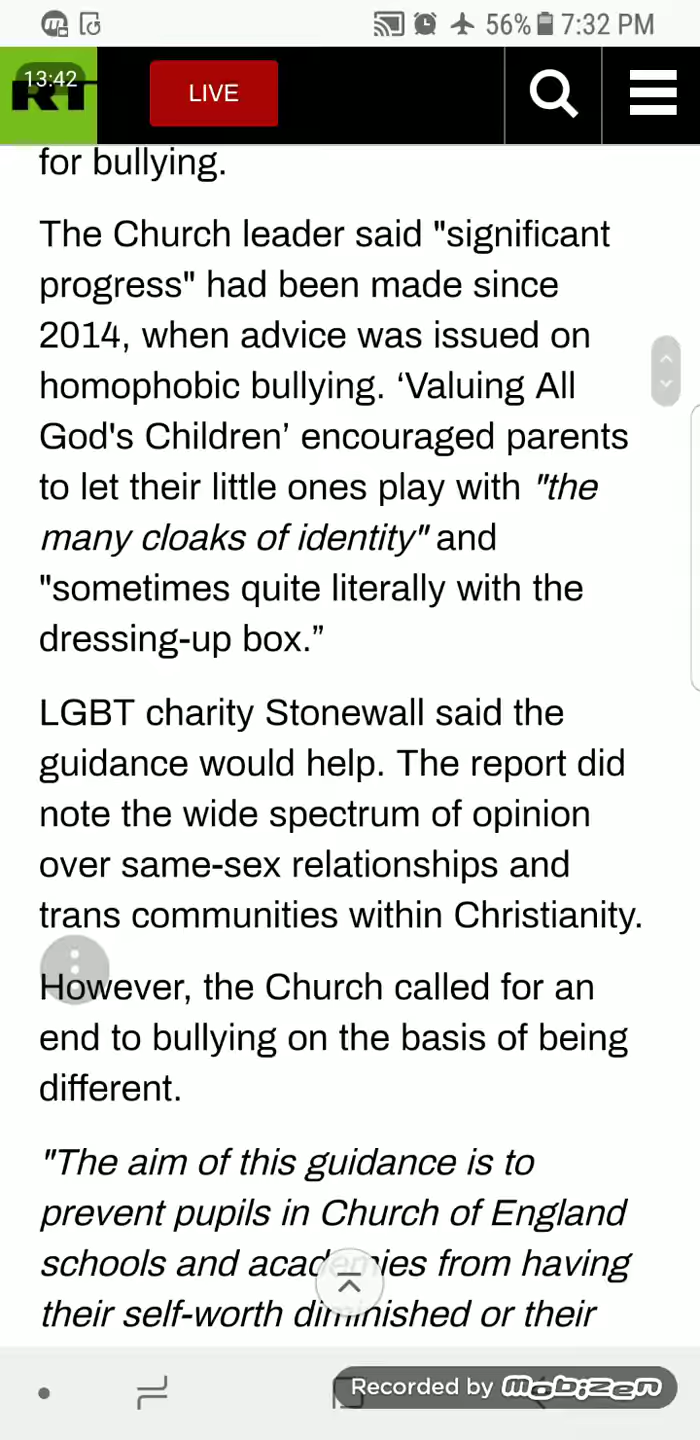 56% 7:32 PM
13:42
RT
LIVE
for bullying.
The Church leader said "significant
progress" had been made since
2014, when advice was issued on
homophobic bullying. ‘Valuing All
God's Children’ encouraged parents
to let their little ones play with "the
many cloaks of identity" and
"sometimes quite literally with the
dressing-up box.”
LGBT charity Stonewall said the
guidance would help. The report did
note the wide spectrum of opinion
over same-sex relationships and
trans communities within Christianity.
However, the Church called for an
end to bullying on the basis of being
different.
"The aim of this guidance is to
prevent pupils in Church of England
schools and academies from having
their self-worth diminished or their
Recorded by mobizen